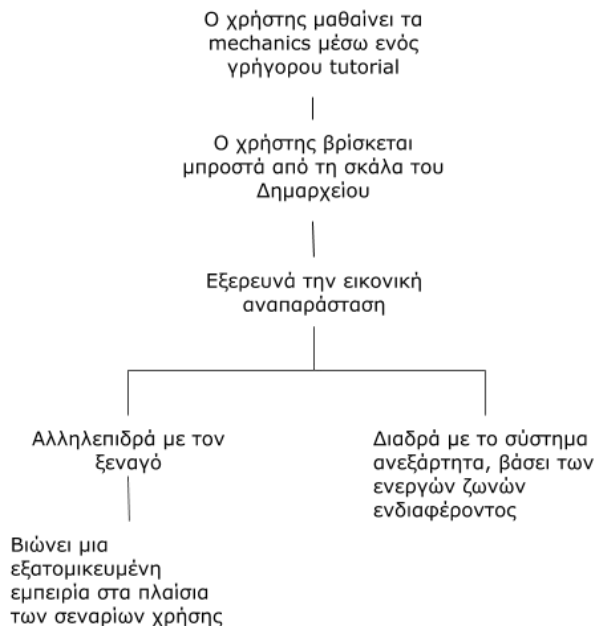 Ο χρήστης μαθαίνει τα
mechanics μέσω ενός
γρήγορου tutorial
Ο χρήστης βρίσκεται
μπροστά από τη σκάλα του
Δημαρχείου
Εξερευνά την εικονική
αναπαράσταση
Αλληλεπιδρά με τον
ξεναγό
Διαδρά με το σύστημα
ανεξάρτητα, βάσει των
ενεργών ζωνών
ενδιαφέροντος
Βιώνει μια
εξατομικευμένη
εμπειρία στα πλαίσια
των σεναρίων χρήσης